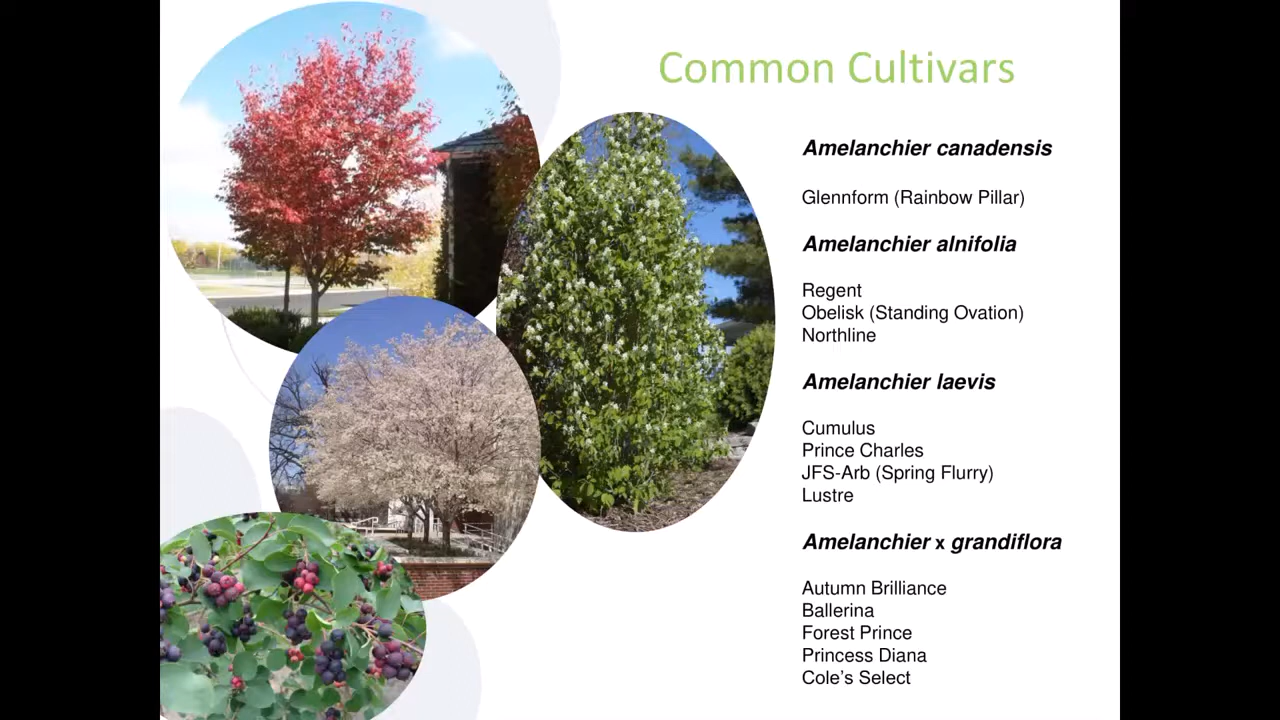 Common Cultivars
Amelanchier canadensis
Glennform (Rainbow Pillar)
Amelanchier alnifolia
Regent
Obelisk (Standing Ovation)
Northline
Amelanchier laevis
Cumulus
Prince Charles
JFS-Arb (Spring Flurry)
Lustre
Amelanchier x grandiflora
Autumn Brilliance
Ballerina
Forest Prince
Princess Diana
Cole's Select